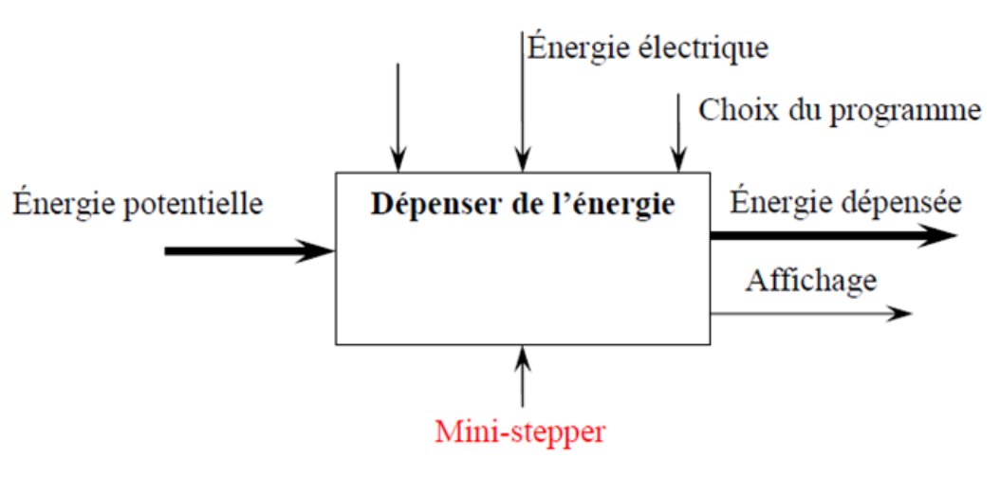 Énergie électrique
Choix du programme
Énergie potentielle
Dépenser de l’énergie
Énergie dépensée
Affichage
Mini-stepper